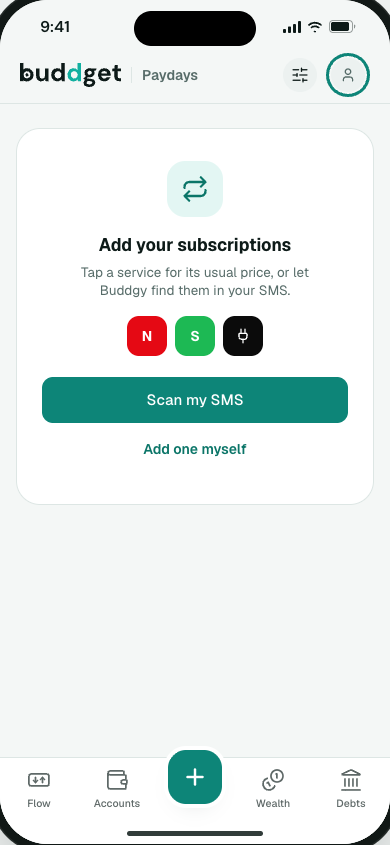 9:41
buddget
Paydays
Add your subscriptions
Tap a service for its usual price, or let
Buddgy find them in your SMS.
N S
Scan my SMS
Add one myself
Flow Accounts Wealth Debts